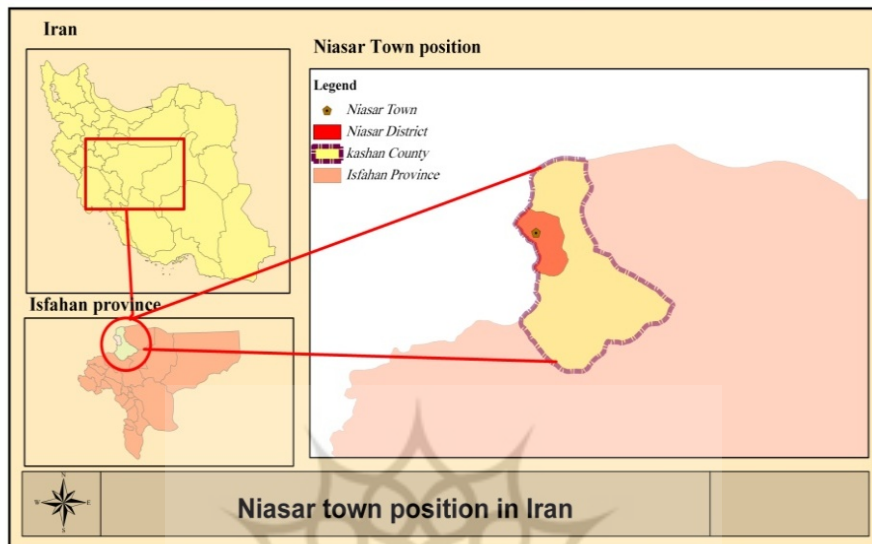 Iran
Niasar Town position
Legend
Niasar Town
Niasar District
kashan County
Isfahan Province
Isfahan province
N
W
E
S
Niasar town position in Iran